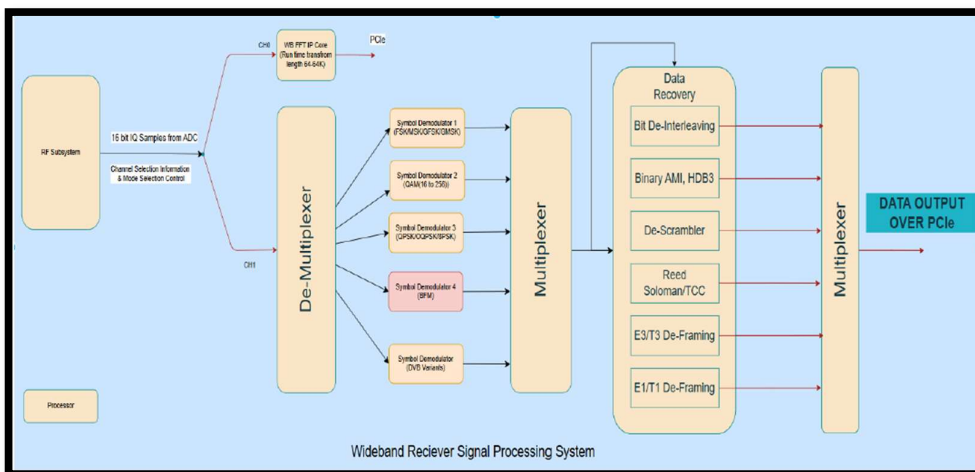 CH0
WB FFT IP Core
(Run time transfrom
length 64-64K)
PCIe
RF Subsystem
16 bit IQ Samples from ADC
Channel Selection Information
& Mode Selection Control
CH1
De-Multiplexer
Symbol Demodulator 1
(FSK/MSK/GFSK/GMSK)
Symbol Demodulator 2
(QAM(16 to 256))
Symbol Demodulator 3
(QPSK/OQPSK/8PSK)
Symbol Demodulator 4
(BFM)
Symbol Demodulator
(DVB Variants)
Multiplexer
Data
Recovery
Bit De-Interleaving
Binary AMI, HDB3
De-Scrambler
Reed
Soloman/TCC
E3/T3 De-Framing
E1/T1 De-Framing
Multiplexer
DATA OUTPUT
OVER PCIe
Processor
Wideband Reciever Signal Processing System